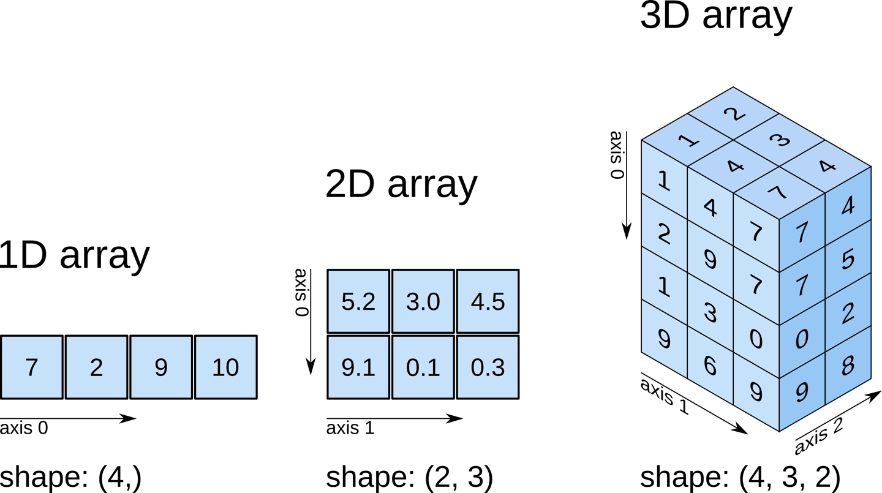 1D array
7 2 9 10
axis 0
shape: (4,)
2D array
axis 0
5.2 3.0 4.5
9.1 0.1 0.3
axis 1
shape: (2, 3)
3D array
axis 0
2
1 3
4 4
7
1 4 7 7 4
2 9 7 7 5
1 3 0 0 2
9 6 9 9 8
axis 1
axis 2
shape: (4, 3, 2)